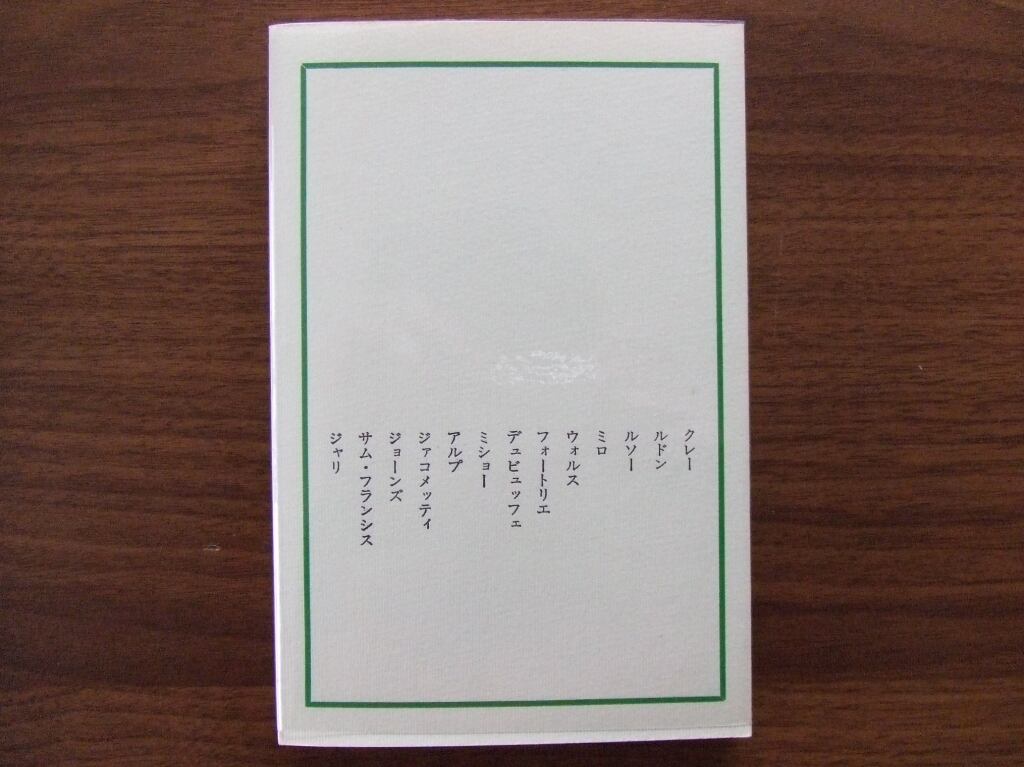 クレー
ルドン
ルソー
ミロ
ウォルス
フォートリエ
デュビュッフェ
ミショー
アルプ
ジァコメッティ
ジョーンズ
サム・フランシス
ジャリ